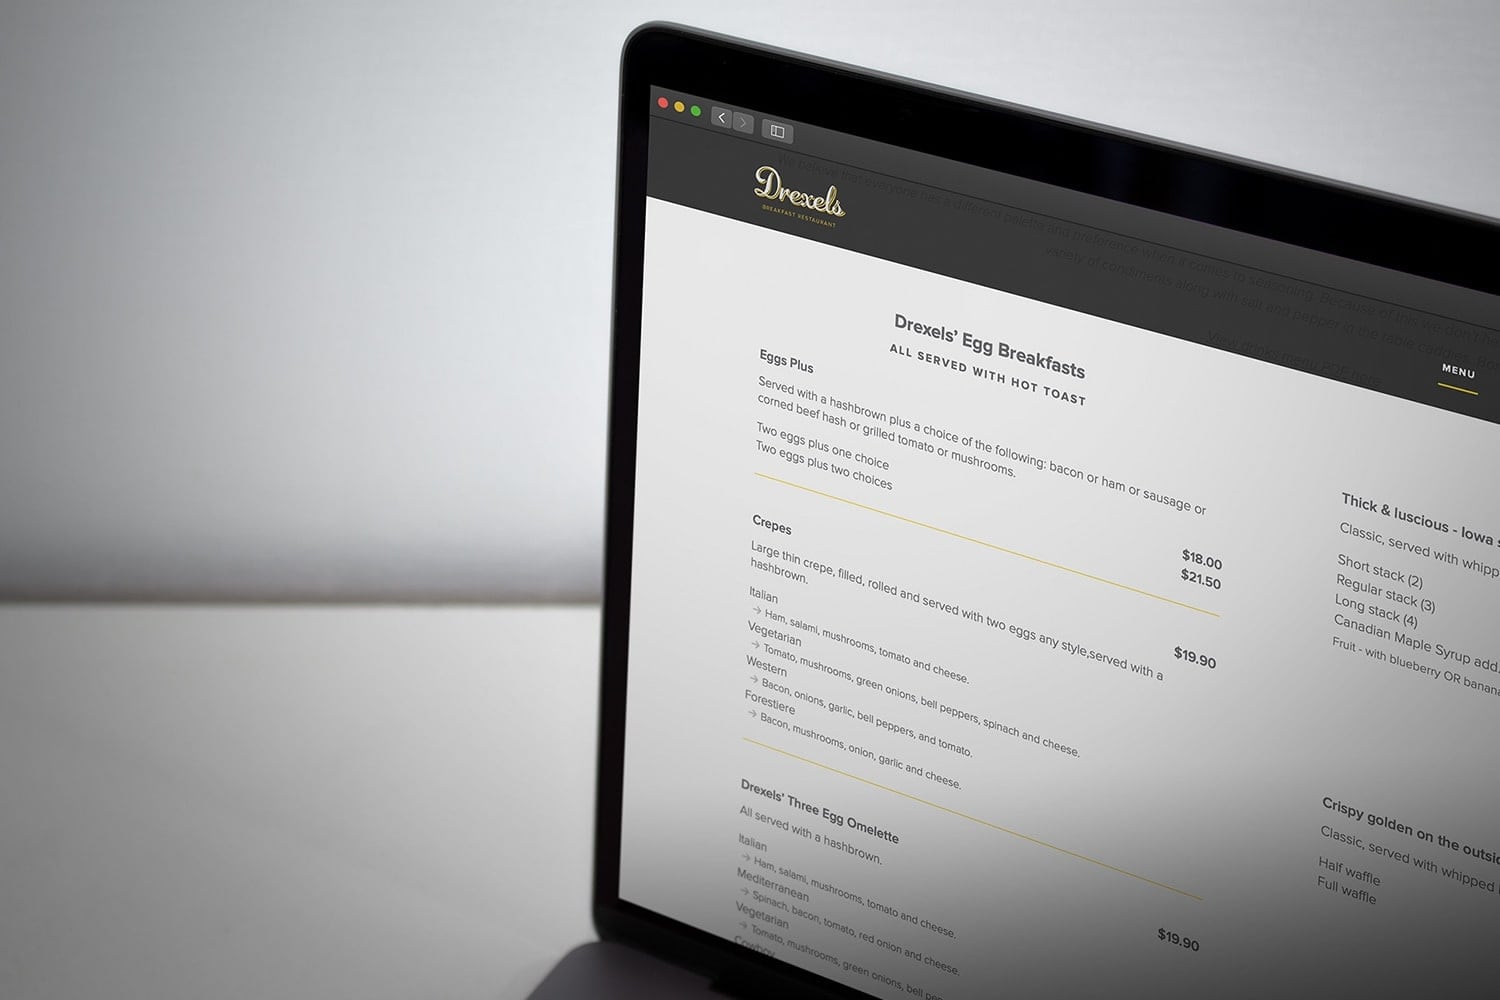 Drexels
BREAKFAST RESTAURANT
We believe that everyone has a different palette and preference when it comes to seasoning. Because of this we don't
variety of condiments along with salt and pepper in the table caddies.
View drinks menu PDF here
MENU
Drexels’ Egg Breakfasts
ALL SERVED WITH HOT TOAST
Eggs Plus
Served with a hashbrown plus a choice of the following: bacon or ham or sausage or
corned beef hash or grilled tomato or mushrooms.
Two eggs plus one choice
$18.00
Two eggs plus two choices
$21.50
Crepes
Large thin crepe, filled, rolled and served with two eggs any style,served with a
hashbrown.
$19.90
Italian
→ Ham, salami, mushrooms, tomato and cheese.
Vegetarian
→ Tomato, mushrooms, green onions, bell peppers, spinach and cheese.
Western
→ Bacon, onions, garlic, bell peppers, and tomato.
Forestiere
→ Bacon, mushrooms, onion, garlic and cheese.
Drexels’ Three Egg Omelette
All served with a hashbrown.
$19.90
Italian
→ Ham, salami, mushrooms, tomato and cheese.
Mediterranean
→ Spinach, bacon, tomato, red onion and cheese.
Vegetarian
→ Tomato, mushrooms, green onions, bell
Cowboy
Thick & luscious - Iowa
Classic, served with whipp
Short stack (2)
Regular stack (3)
Long stack (4)
Canadian Maple Syrup add
Fruit - with blueberry OR banana
Crispy golden on the outsi
Classic, served with whipped
Half waffle
Full waffle